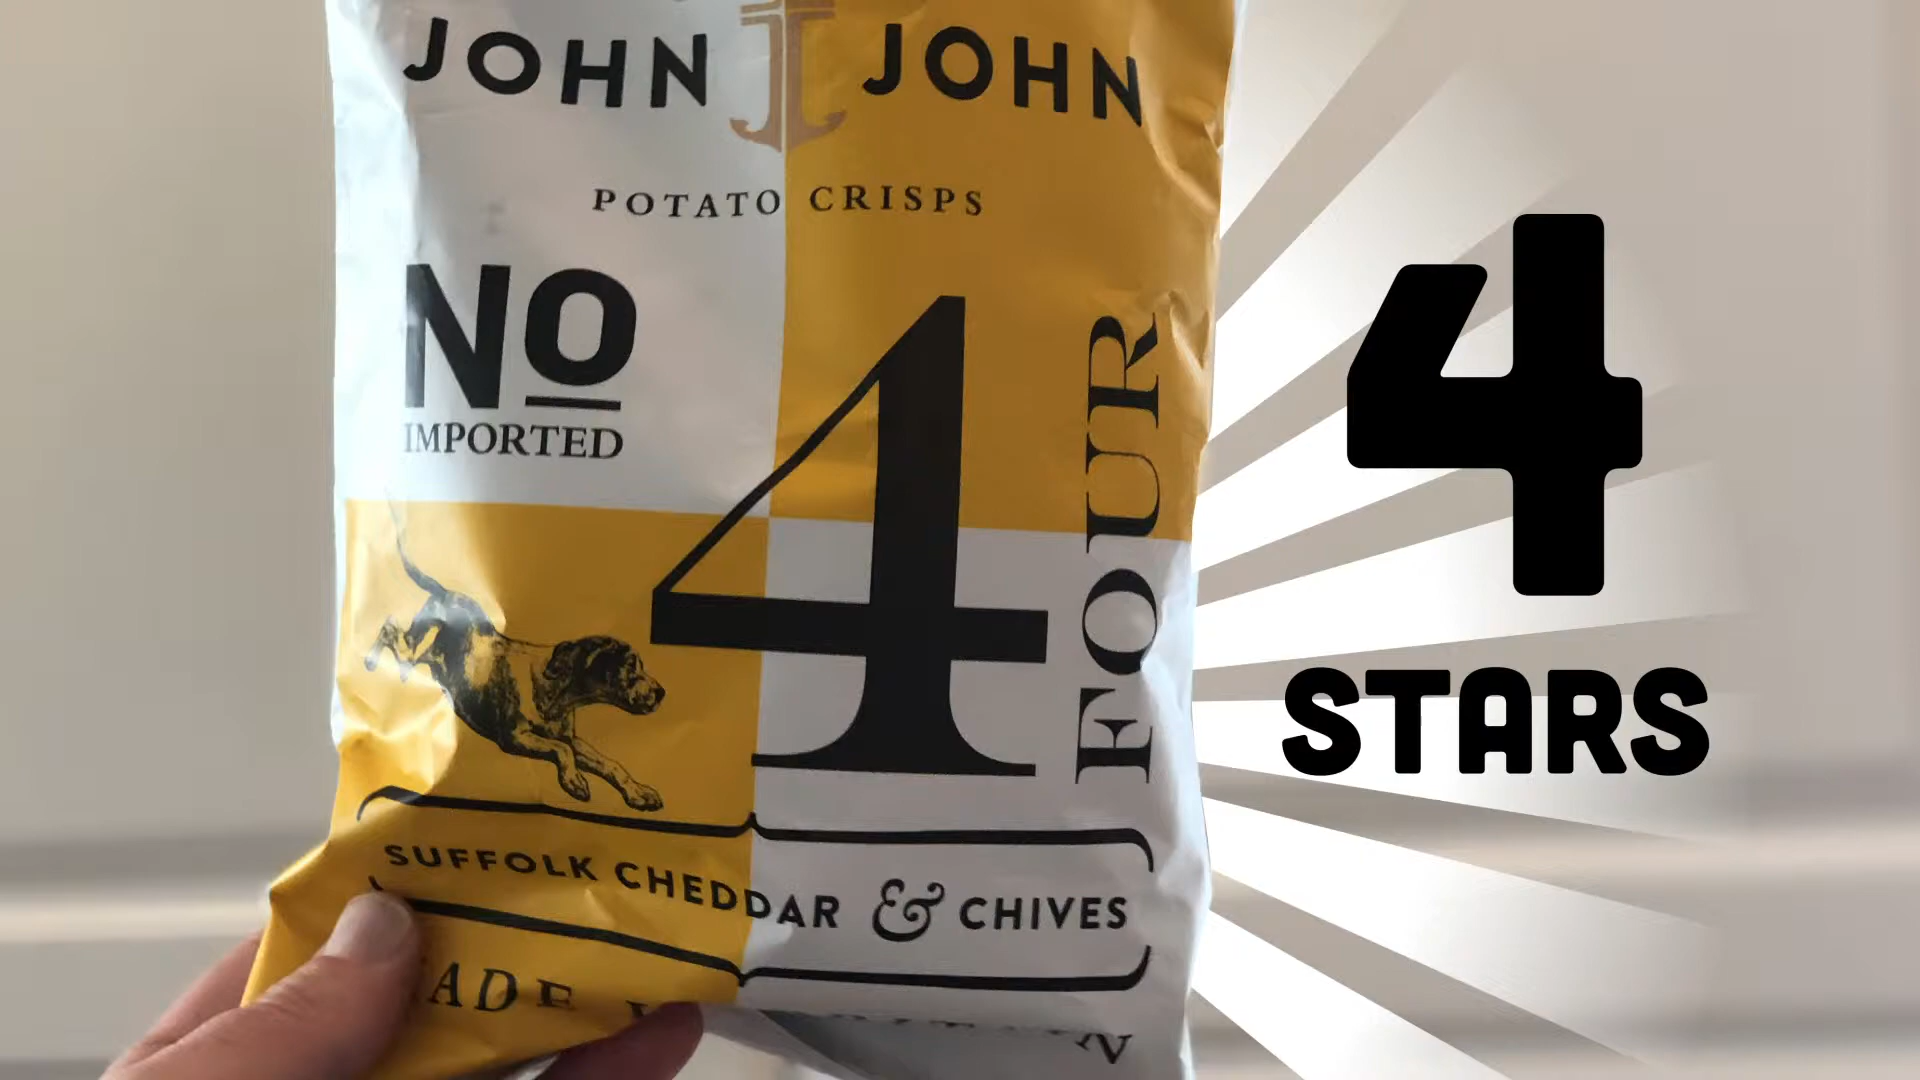 JOHN JOHN
POTATO CRISPS
No
IMPORTED
4
FOUR
SUFFOLK CHEDDAR & CHIVES
4
STARS